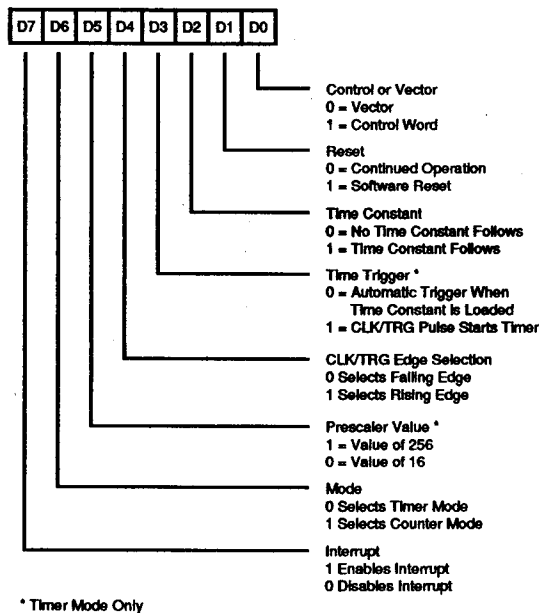 D7 D6 D5 D4 D3 D2 D1 D0
Control or Vector
0 = Vector
1 = Control Word
Reset
0 = Continued Operation
1 = Software Reset
Time Constant
0 = No Time Constant Follows
1 = Time Constant Follows
Time Trigger *
0 = Automatic Trigger When
Time Constant is Loaded
1 = CLK/TRG Pulse Starts Timer
CLK/TRG Edge Selection
0 Selects Falling Edge
1 Selects Rising Edge
Prescaler Value *
1 = Value of 256
0 = Value of 16
Mode
0 Selects Timer Mode
1 Selects Counter Mode
Interrupt
1 Enables Interrupt
0 Disables Interrupt
* Timer Mode Only